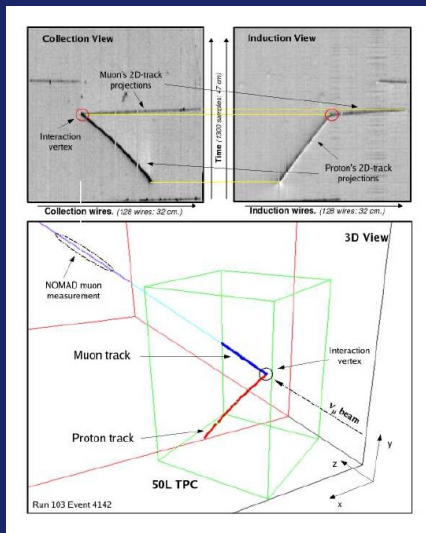 Collection View
Induction View
Muon's 2D-track
projections
Interaction
vertex
Time (1300 samples: 47 cm)
Proton's 2D-track
projections
Collection wires. (128 wires: 32 cm.)
Induction wires. (128 wires: 32 cm.)
3D View
NOMAD muon
measurement
Muon track
Interaction
vertex
νμ beam
Proton track
y
z
x
50L TPC
Run 103 Event 4142